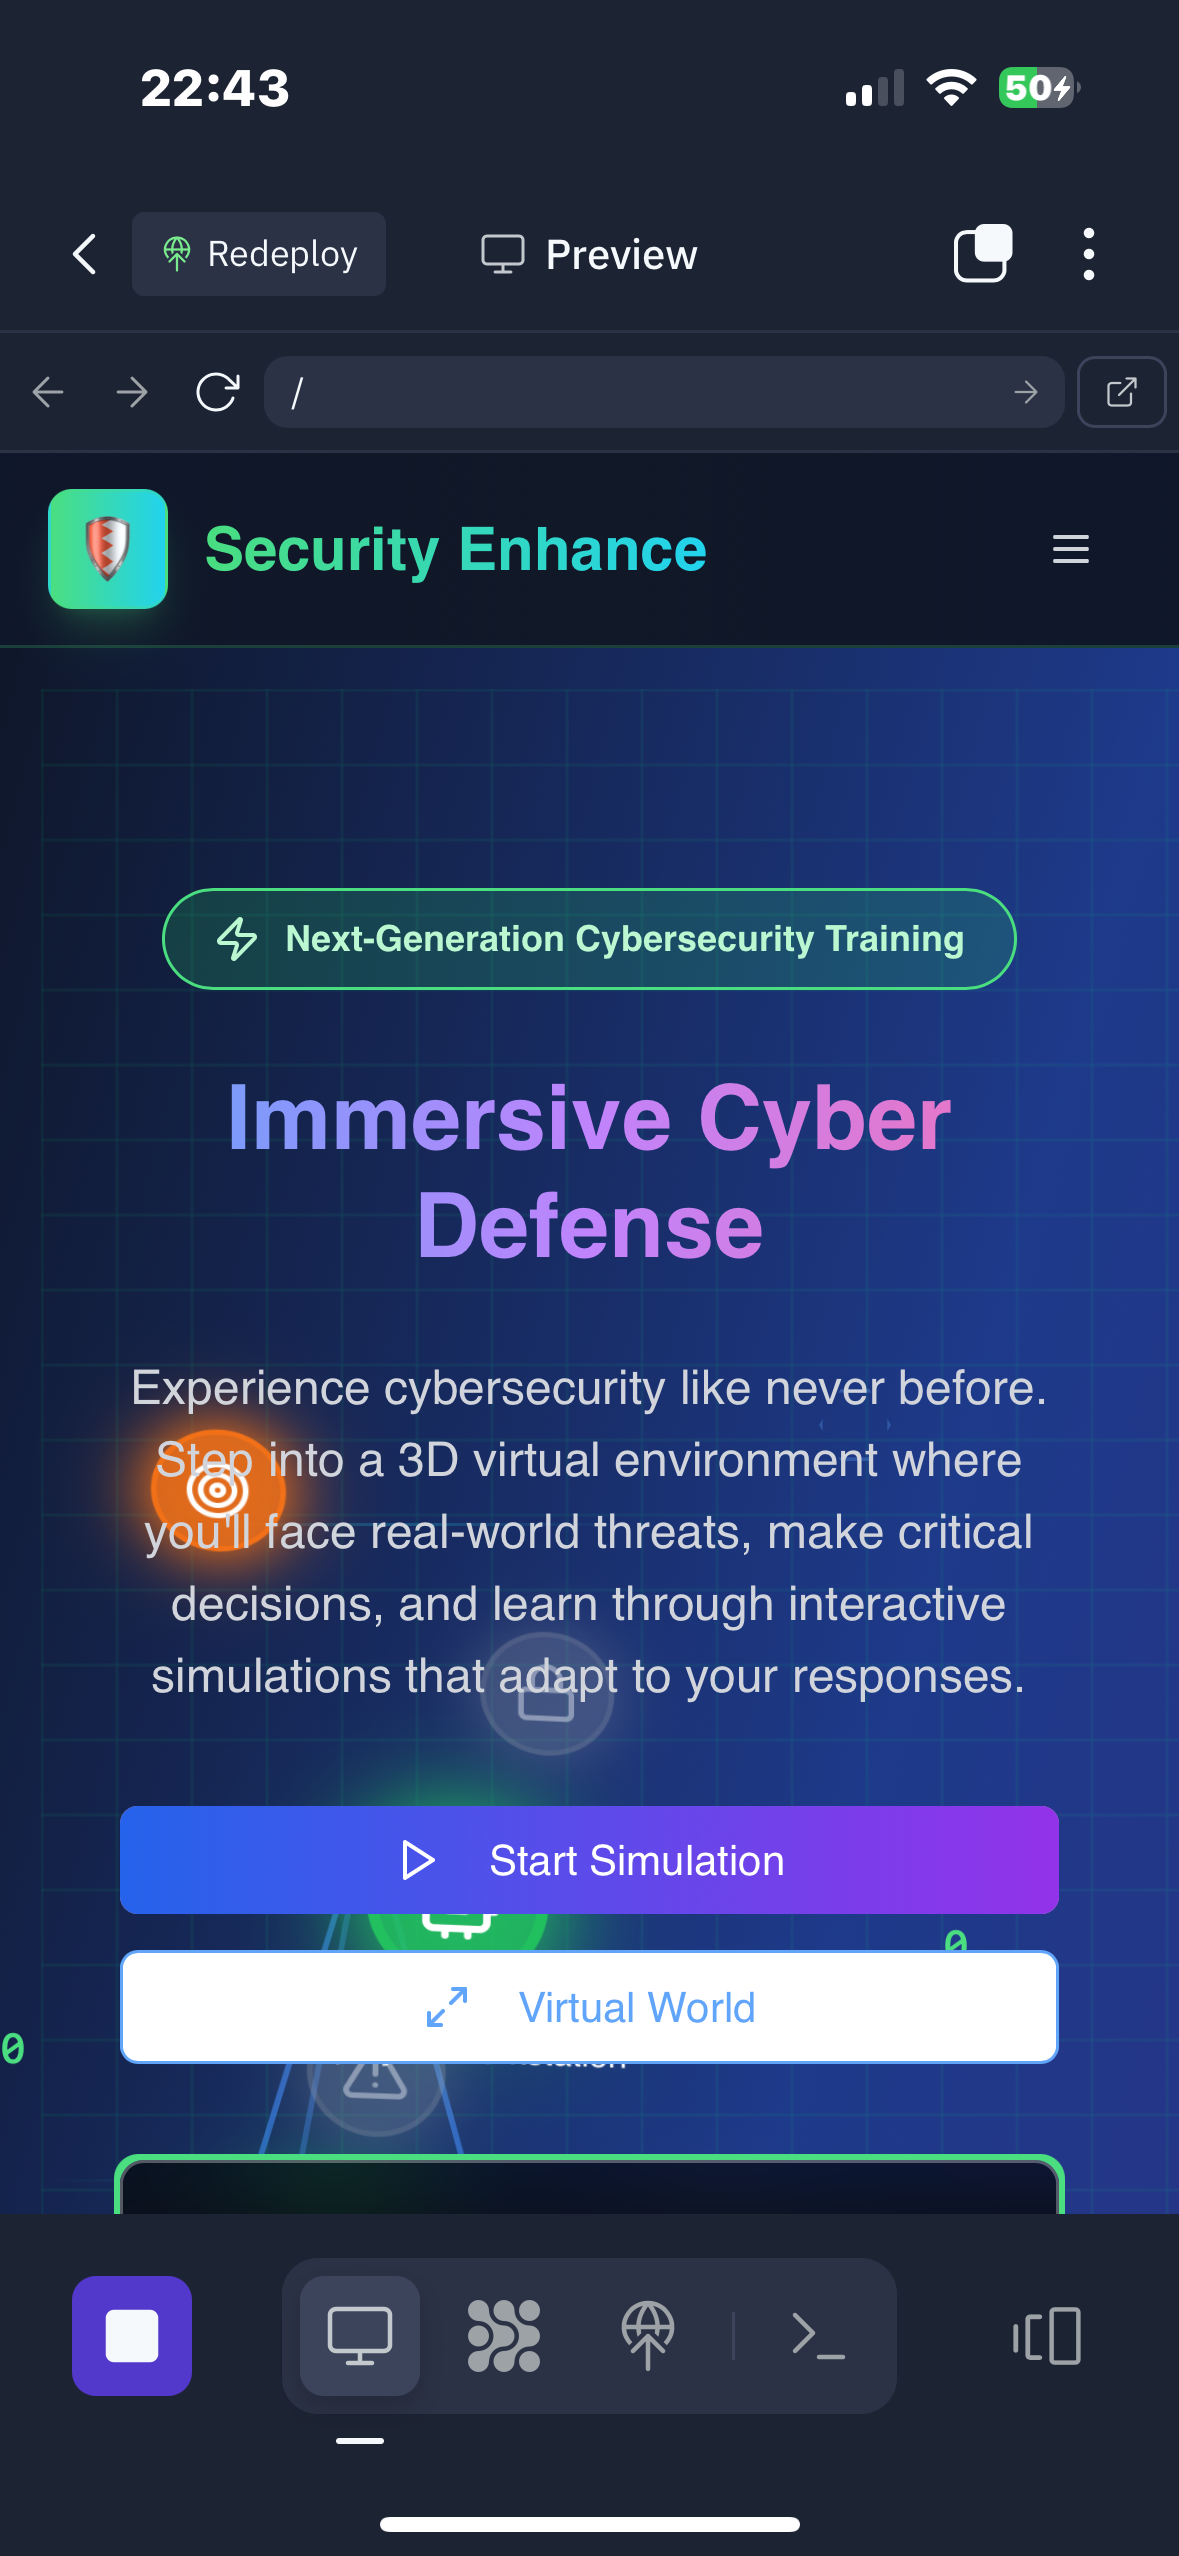 22:43
50
Redeploy
Preview
/
Security Enhance
Next-Generation Cybersecurity Training
Immersive Cyber
Defense
Experience cybersecurity like never before.
Step into a 3D virtual environment where
you'll face real-world threats, make critical
decisions, and learn through interactive
simulations that adapt to your responses.
Start Simulation
0
Virtual World
0